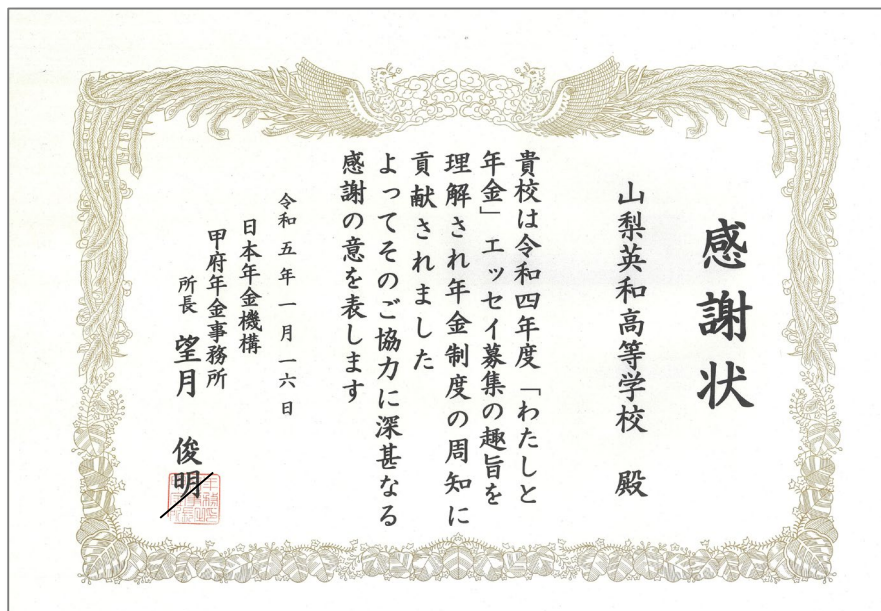 感謝状
山梨英和高等学校 殿
貴校は令和四年度「わたしと
年金」エッセイ募集の趣旨を
理解され年金制度の周知に
貢献されました
よってそのご協力に深甚なる
感謝の意を表します
令和五年一月一六日
日本年金機構
甲府年金事務所
所長 望月 俊明